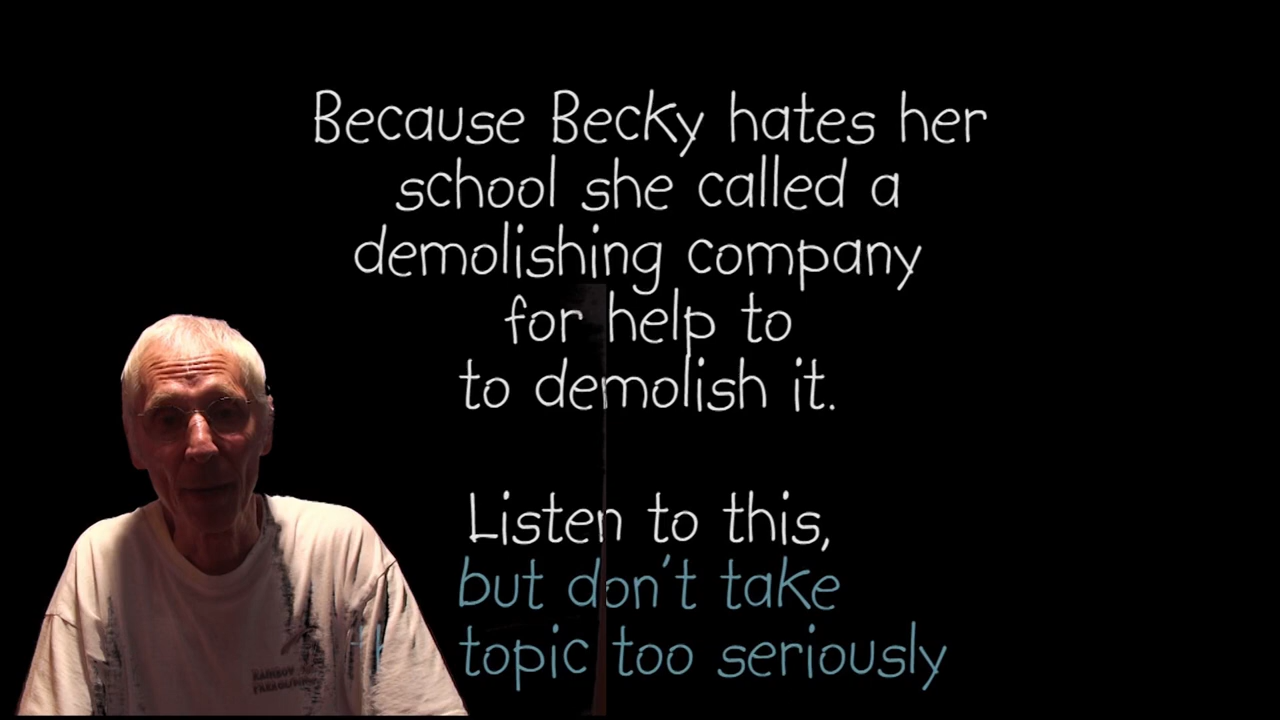 Because Becky hates her
school she called a
demolishing company
for help to
to demolish it.
Listen to this,
but don't take
topic too seriously
RAINBOW